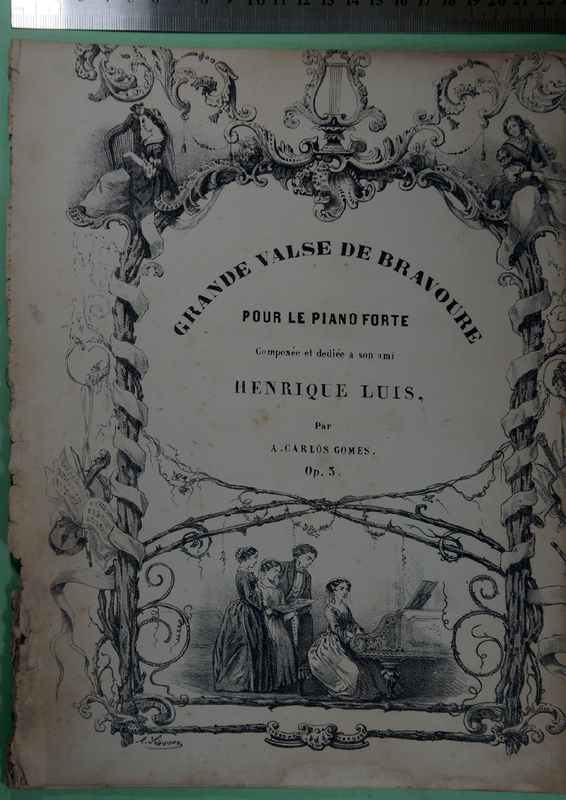 GRANDE VALSE DE BRAVOURE
POUR LE PIANO FORTE
Composée et dediée a son ami
HENRIQUE LUIS,
Par
A. CARLOS GOMES.
Op. 3.